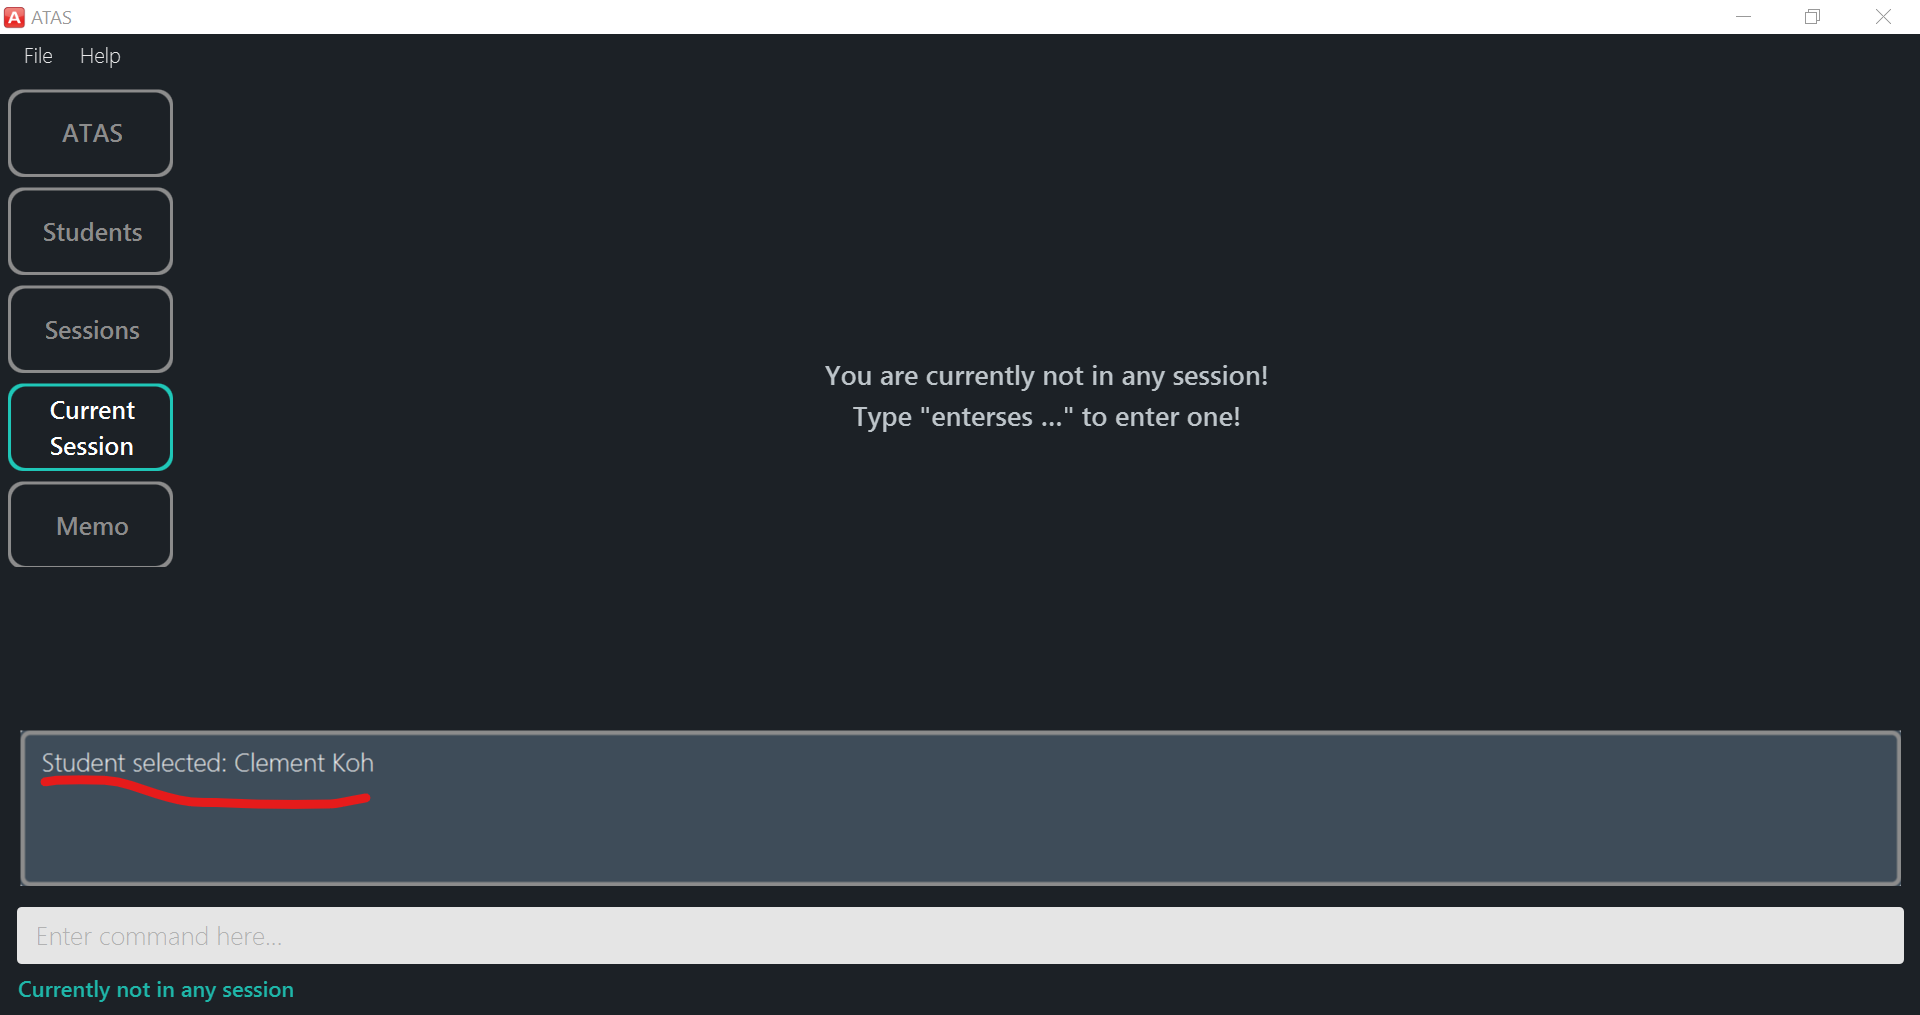 ATAS
File Help
ATAS
Students
Sessions
Current
Session
Memo
You are currently not in any session!
Type "enterses ..." to enter one!
Student selected: Clement Koh
Enter command here...
Currently not in any session